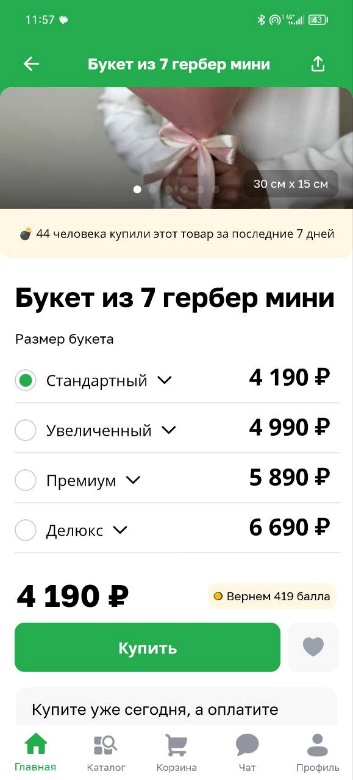 11:57
43
Букет из 7 гербер мини
30 см x 15 см
44 человека купили этот товар за последние 7 дней
Букет из 7 гербер мини
Размер букета
Стандартный 4 190 ₽
Увеличенный 4 990 ₽
Премиум 5 890 ₽
Делюкс 6 690 ₽
4 190 ₽ Вернем 419 балла
Купить
Купите уже сегодня, а оплатите
Главная Каталог Корзина Чат Профиль